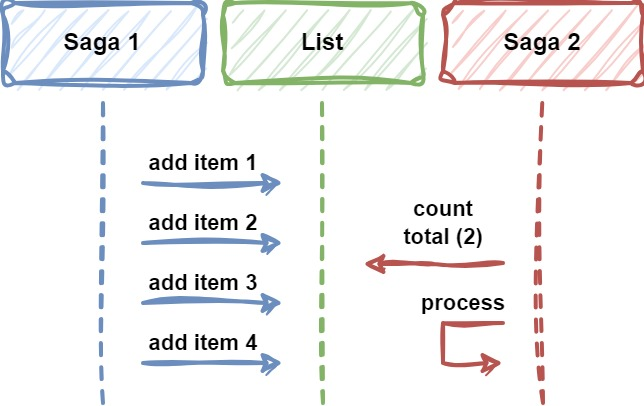 Saga 1
List
Saga 2
add item 1
add item 2
count
total (2)
add item 3
process
add item 4